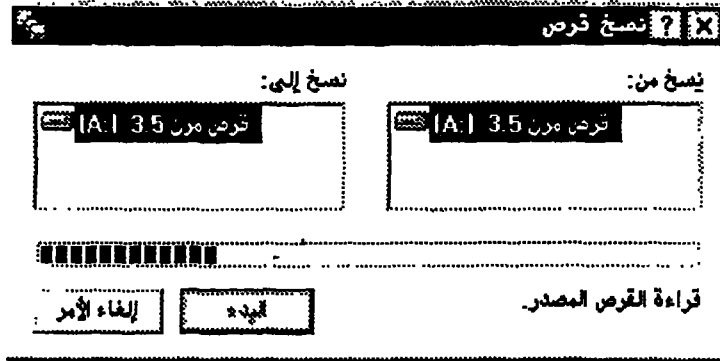 نسخ قرص
نسخ من:
نسخ إلى:
قرص مرن 3.5 [A:]
قرص مرن 3.5 [A:]
قراءة القرص المصدر.
البدء
إلغاء الأمر